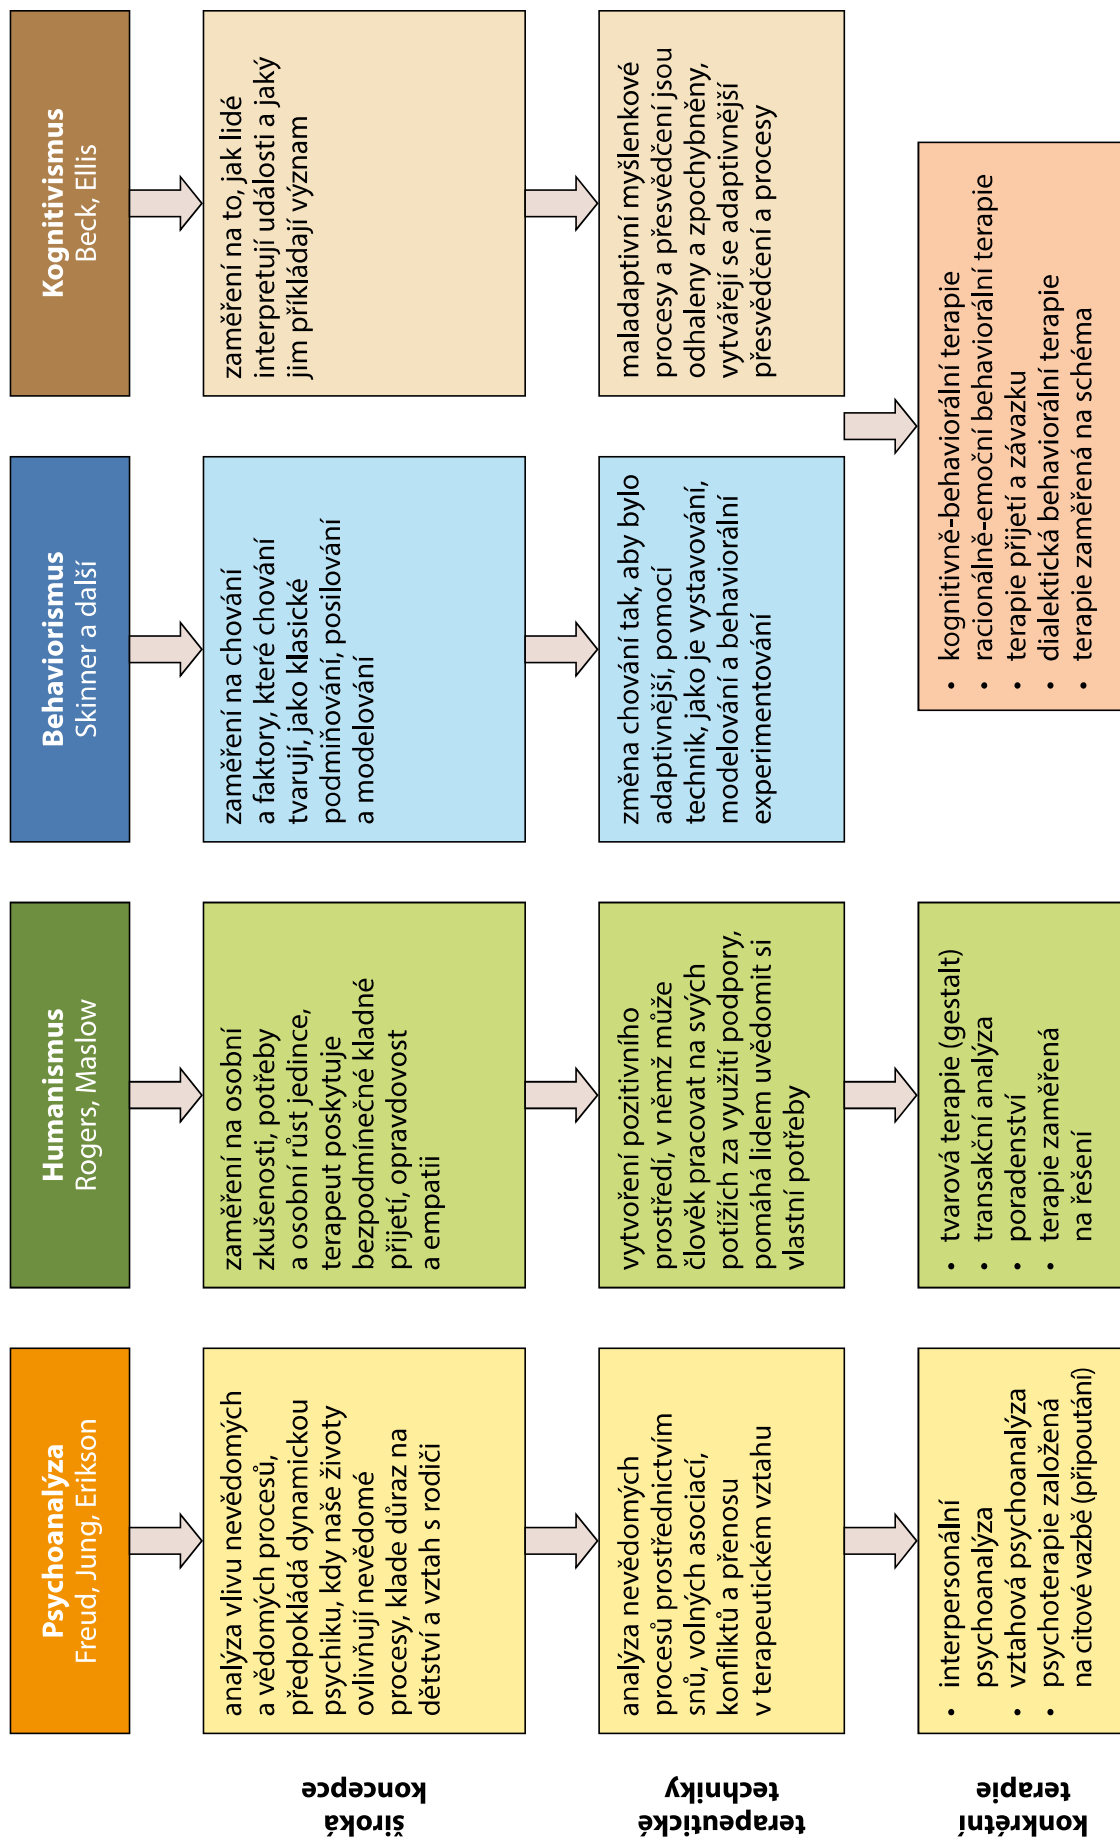 Psychoanalýza
Freud, Jung, Erikson
Humanismus
Rogers, Maslow
Behaviorismus
Skinner a další
Kognitivismus
Beck, Ellis
široká
koncepce
analýza vlivu nevědomých
a vědomých procesů,
předpokládá dynamickou
psychiku, kdy naše životy
ovlivňují nevědomé
procesy, klade důraz na
dětství a vztah s rodiči
zaměření na osobní
zkušenosti, potřeby
a osobní růst jedince,
terapeut poskytuje
bezpodmínečné kladné
přijetí, opravdovost
a empatii
zaměření na chování
a faktory, které chování
tvarují, jako klasické
podmiňování, posilování
a modelování
zaměření na to, jak lidé
interpretují události a jaký
jim příkládají význam
terapeutické
techniky
analýza nevědomých
procesů prostřednictvím
snů, volných asociací,
konfliktů a přenosu
v terapeutickém vztahu
vytvoření pozitivního
prostředí, v němž může
člověk pracovat na svých
potížích za využití podpory,
pomáhá lidem uvědomit si
vlastní potřeby
změna chování tak, aby bylo
adaptivnější, pomocí
technik, jako je vystavování,
modelování a behaviorální
experimentování
maladaptivní myšlenkové
procesy a přesvědčení jsou
odhaleny a zpochybněny,
vytvářejí se adaptivnější
přesvědčení a procesy
konkrétní
terapie
• interpersonální
psychoanalýza
• vztahová psychoanalýza
• psychoterapie založená
na citové vazbě (připoutání)
• tvarová terapie (gestalt)
• transakční analýza
• poradenství
• terapie zaměřená
na řešení
• kognitivně-behaviorální terapie
• racionálně-emoční behaviorální terapie
• terapie přijetí a závazku
• dialektická behaviorální terapie
• terapie zaměřená na schéma